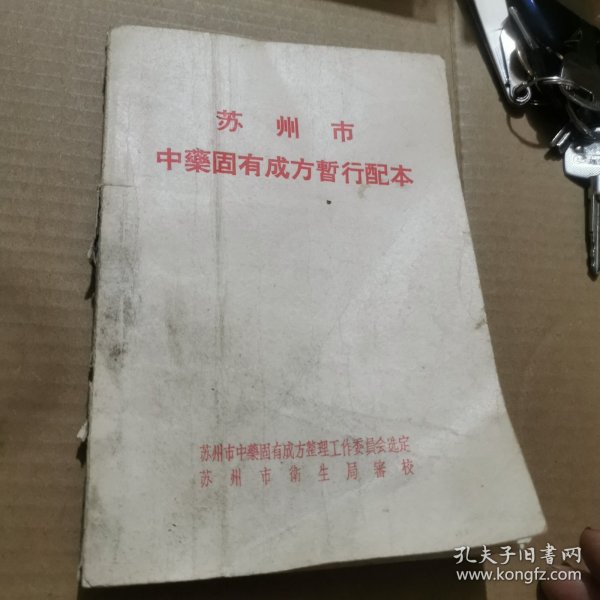 苏州市
中藥固有成方暫行配本
苏州市中藥固有成方整理工作委員会选定
苏州市衛生局審校
孔夫子旧書网
www.kongfz.com